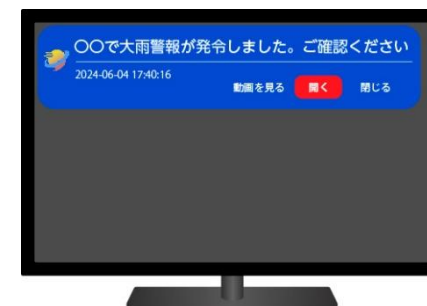 〇〇で大雨警報が発令しました。ご確認ください
2024-06-04 17:40:16
動画を見る 開く 閉じる